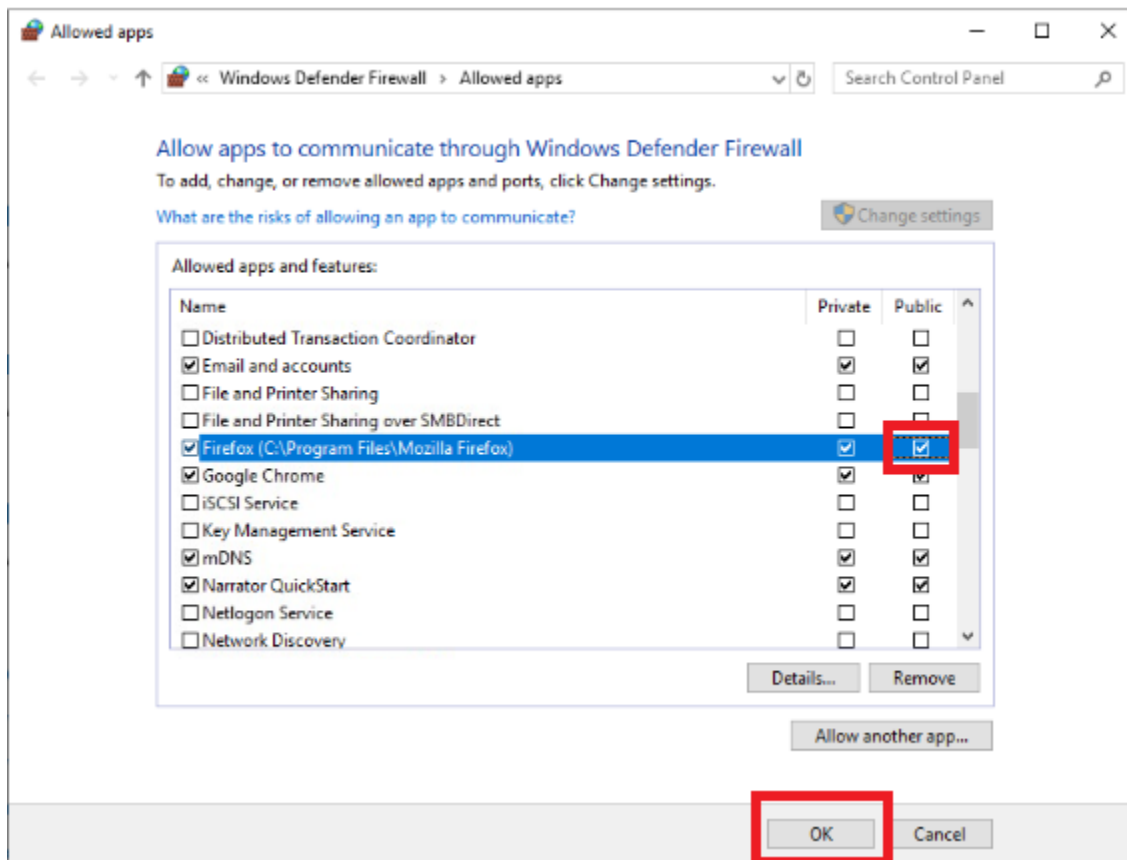 Allowed apps
« Windows Defender Firewall > Allowed apps
Search Control Panel
Allow apps to communicate through Windows Defender Firewall
To add, change, or remove allowed apps and ports, click Change settings.
What are the risks of allowing an app to communicate?
Change settings
Allowed apps and features:
Name Private Public
Distributed Transaction Coordinator
Email and accounts
File and Printer Sharing
File and Printer Sharing over SMBDirect
Firefox (C:\Program Files\Mozilla Firefox)
Google Chrome
iSCSI Service
Key Management Service
mDNS
Narrator QuickStart
Netlogon Service
Network Discovery
Details... Remove
Allow another app...
OK Cancel